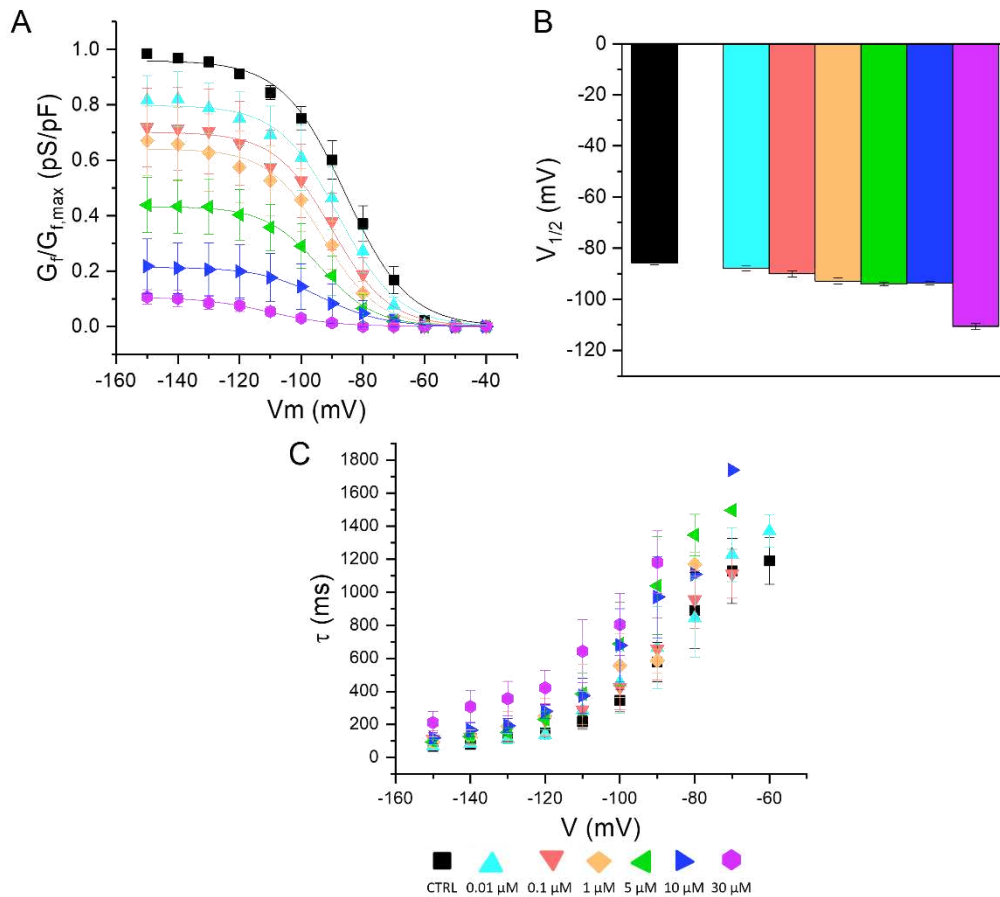 A
G_f/G_f,max (pS/pF)
1.0
0.8
0.6
0.4
0.2
0.0
-160 -140 -120 -100 -80 -60 -40
Vm (mV)
B
V_1/2 (mV)
0
-20
-40
-60
-80
-100
-120
C
τ (ms)
1800
1600
1400
1200
1000
800
600
400
200
0
-160 -140 -120 -100 -80 -60
V (mV)
CTRL 0.01 μM 0.1 μM 1 μM 5 μM 10 μM 30 μM